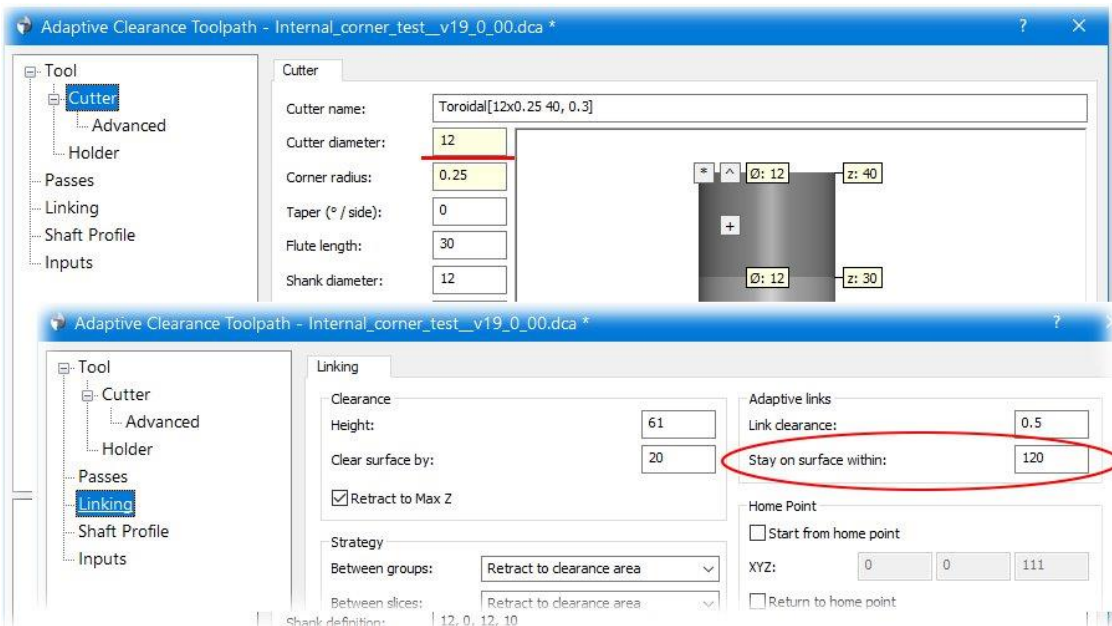 Adaptive Clearance Toolpath - Internal_corner_test__v19_0_00.dca *
?
Tool
Cutter
Advanced
Holder
Passes
Linking
Shaft Profile
Inputs
Cutter
Cutter name:
Toroidal[12x0.25 40, 0.3]
Cutter diameter:
12
Corner radius:
0.25
Taper (° / side):
0
Flute length:
30
Shank diameter:
12
* ^ Ø: 12 z: 40
+
Ø: 12 z: 30
Adaptive Clearance Toolpath - Internal_corner_test__v19_0_00.dca *
?
Tool
Cutter
Advanced
Holder
Passes
Linking
Shaft Profile
Inputs
Linking
Clearance
Height:
61
Clear surface by:
20
Retract to Max Z
Strategy
Between groups:
Retract to clearance area
Between slices:
Retract to clearance area
Adaptive links
Link clearance:
0.5
Stay on surface within:
120
Home Point
Start from home point
XYZ:
0
0
111
Return to home point
Shank definition:
12, 0, 12, 10